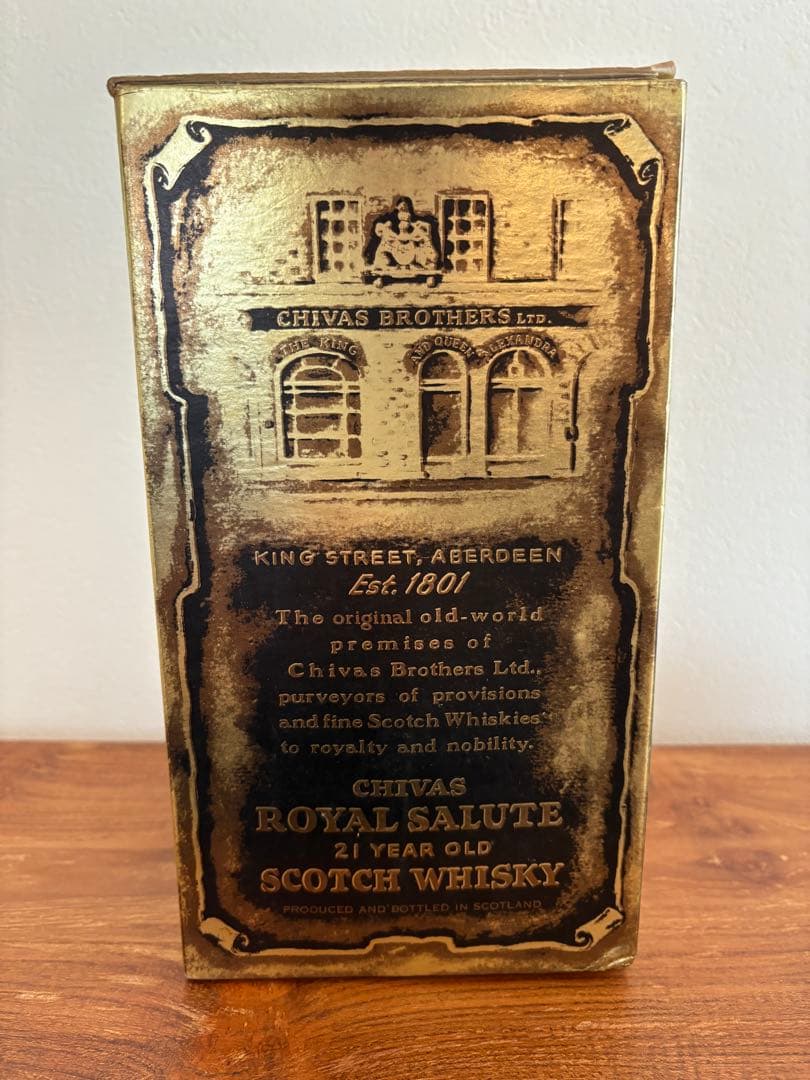 CHIVAS BROTHERS LTD.
THE KING AND QUEEN ALEXANDRA
KING STREET, ABERDEEN
Est. 1801
The original old-world
premises of
Chivas Brothers Ltd.,
purveyors of provisions
and fine Scotch Whiskies
to royalty and nobility.
CHIVAS
ROYAL SALUTE
21 YEAR OLD
SCOTCH WHISKY
PRODUCED AND BOTTLED IN SCOTLAND